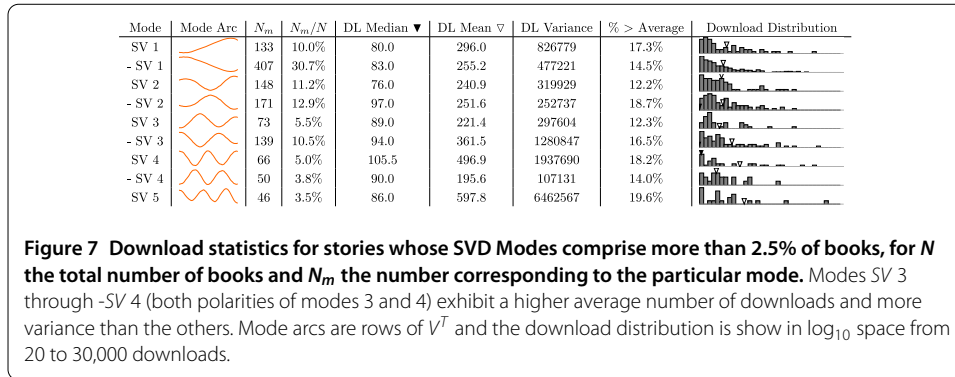 Mode Mode Arc N_m N_m/N DL Median ▼ DL Mean ▽ DL Variance % > Average Download Distribution
SV 1 133 10.0% 80.0 296.0 826779 17.3%
- SV 1 407 30.7% 83.0 255.2 477221 14.5%
SV 2 148 11.2% 76.0 240.9 319929 12.2%
- SV 2 171 12.9% 97.0 251.6 252737 18.7%
SV 3 73 5.5% 89.0 221.4 297604 12.3%
- SV 3 139 10.5% 94.0 361.5 1280847 16.5%
SV 4 66 5.0% 105.5 496.9 1937690 18.2%
- SV 4 50 3.8% 90.0 195.6 107131 14.0%
SV 5 46 3.5% 86.0 597.8 6462567 19.6%
Figure 7 Download statistics for stories whose SVD Modes comprise more than 2.5% of books, for N
the total number of books and N_m the number corresponding to the particular mode. Modes SV 3
through -SV 4 (both polarities of modes 3 and 4) exhibit a higher average number of downloads and more
variance than the others. Mode arcs are rows of V^T and the download distribution is show in log₁₀ space from
20 to 30,000 downloads.